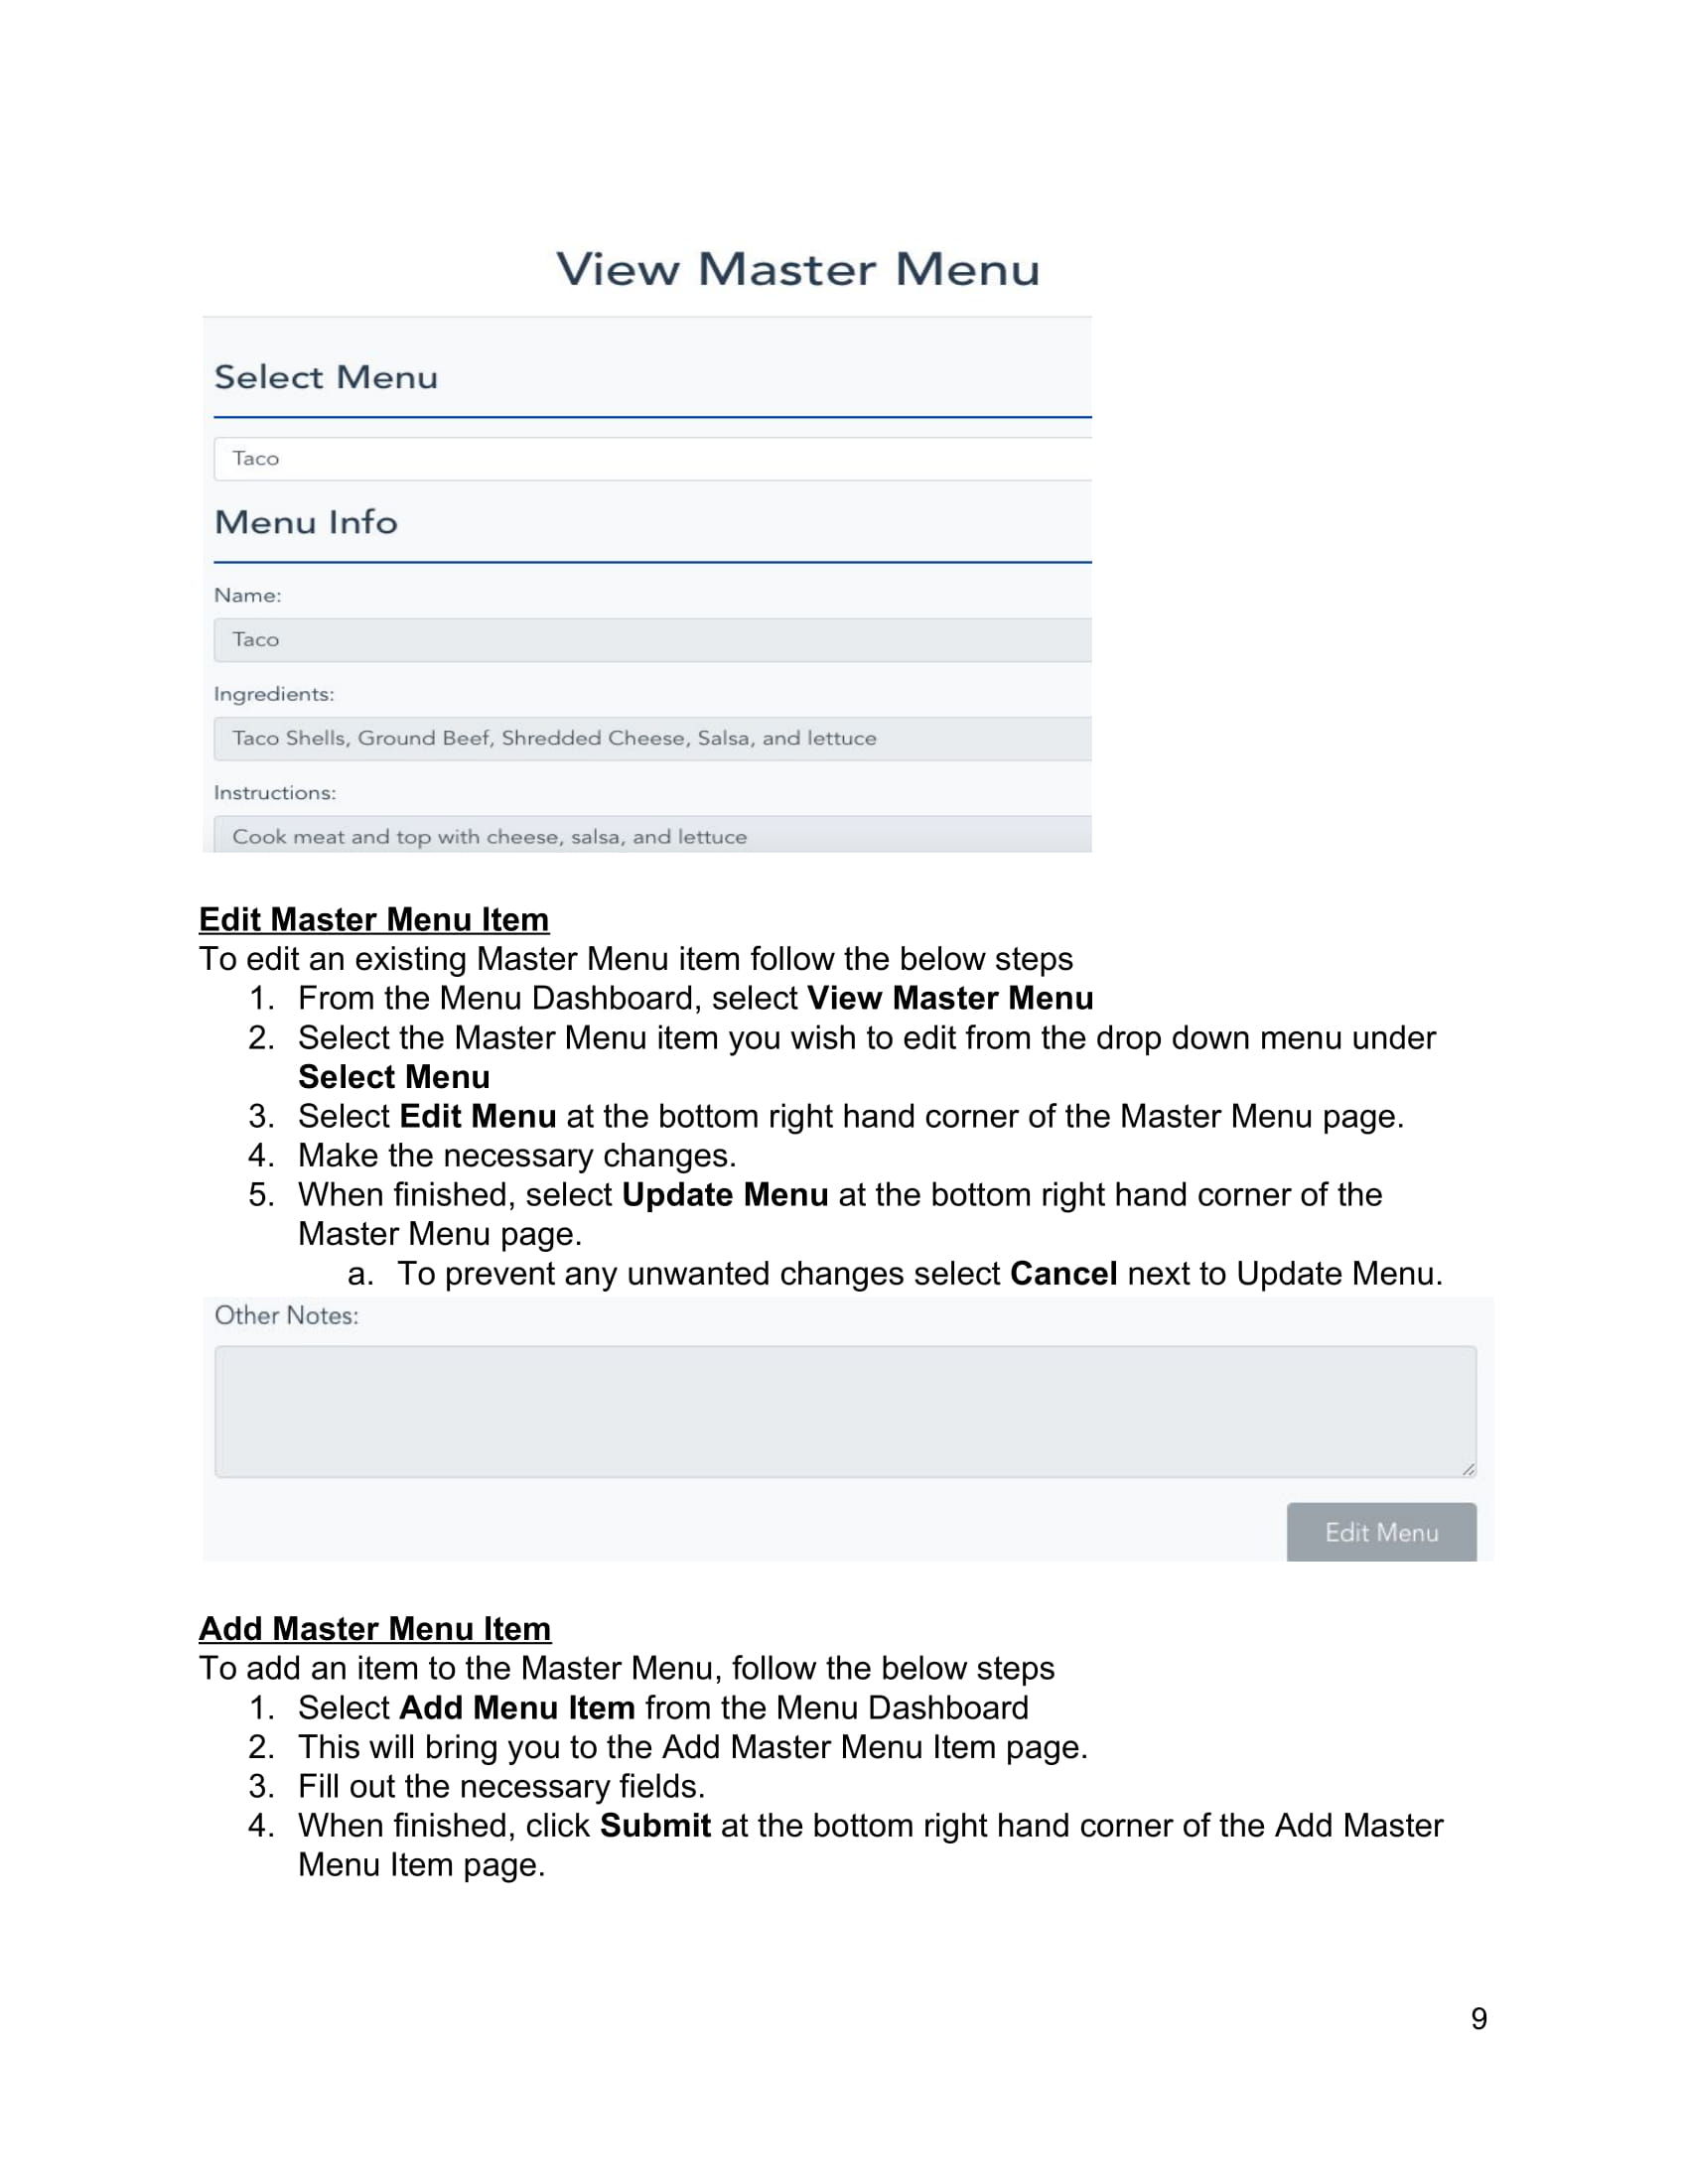 View Master Menu
Select Menu
Taco
Menu Info
Name:
Taco
Ingredients:
Taco Shells, Ground Beef, Shredded Cheese, Salsa, and lettuce
Instructions:
Cook meat and top with cheese, salsa, and lettuce
Edit Master Menu Item
To edit an existing Master Menu item follow the below steps
1. From the Menu Dashboard, select View Master Menu
2. Select the Master Menu item you wish to edit from the drop down menu under
Select Menu
3. Select Edit Menu at the bottom right hand corner of the Master Menu page.
4. Make the necessary changes.
5. When finished, select Update Menu at the bottom right hand corner of the
Master Menu page.
a. To prevent any unwanted changes select Cancel next to Update Menu.
Other Notes:
Edit Menu
Add Master Menu Item
To add an item to the Master Menu, follow the below steps
1. Select Add Menu Item from the Menu Dashboard
2. This will bring you to the Add Master Menu Item page.
3. Fill out the necessary fields.
4. When finished, click Submit at the bottom right hand corner of the Add Master
Menu Item page.
9